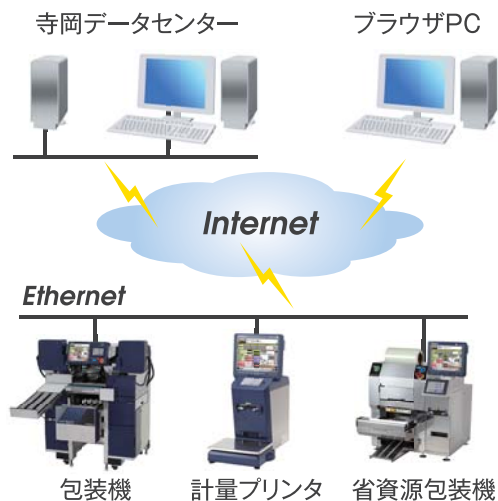 寺岡データセンター
ブラウザPC
Internet
Ethernet
包装機
計量プリンタ
省資源包装機